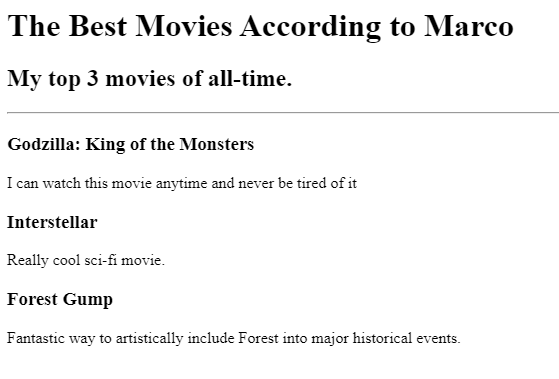 The Best Movies According to Marco
My top 3 movies of all-time.
Godzilla: King of the Monsters
I can watch this movie anytime and never be tired of it
Interstellar
Really cool sci-fi movie.
Forest Gump
Fantastic way to artistically include Forest into major historical events.